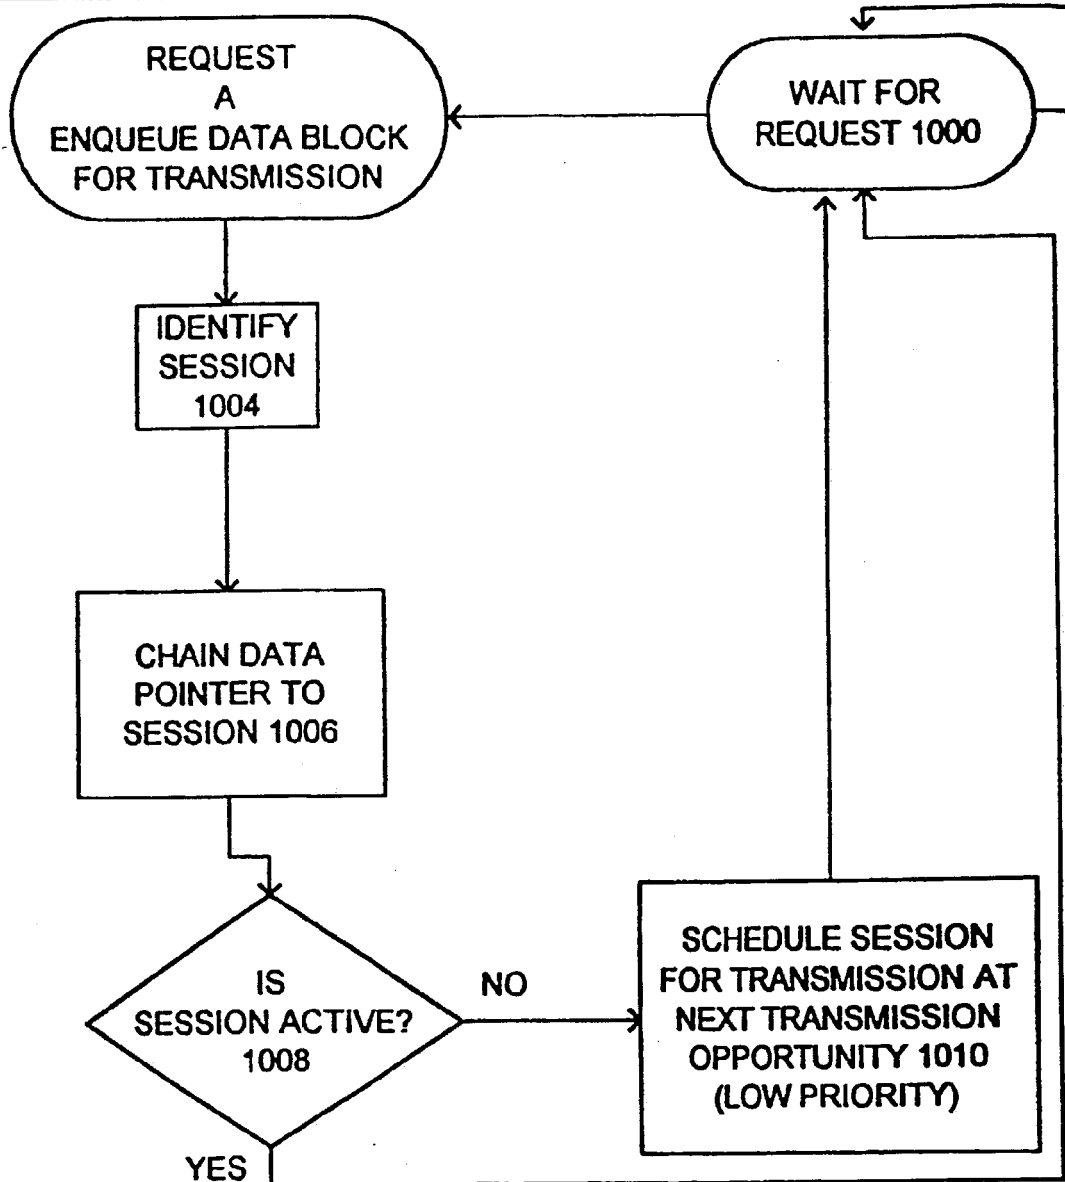 REQUEST
A
ENQUEUE DATA BLOCK
FOR TRANSMISSION
WAIT FOR
REQUEST 1000
IDENTIFY
SESSION
1004
CHAIN DATA
POINTER TO
SESSION 1006
IS
SESSION ACTIVE?
1008
NO
SCHEDULE SESSION
FOR TRANSMISSION AT
NEXT TRANSMISSION
OPPORTUNITY 1010
(LOW PRIORITY)
YES